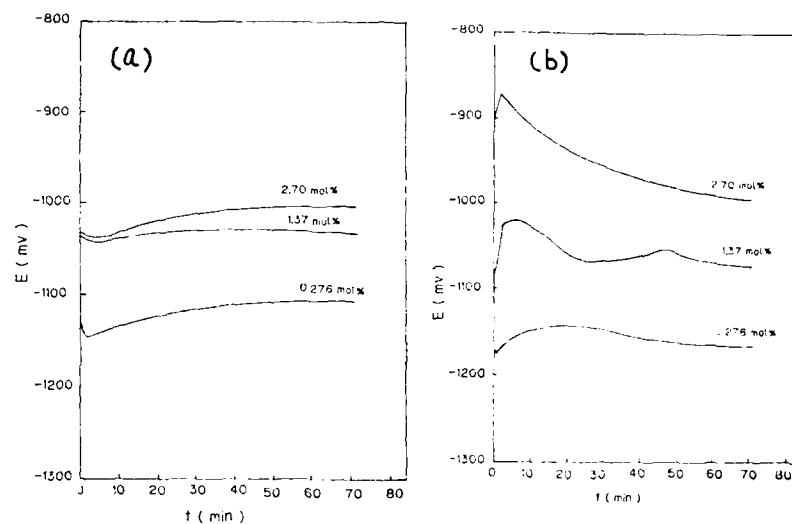 (a)
-800
-900
-1000
-1100
-1200
-1300
E (mv)
2.70 mol%
1.37 mol%
0.276 mol%
0 10 20 30 40 50 60 70 80
t (min)
(b)
-800
-900
-1000
-1100
-1200
-1300
E (mv)
2.70 mol%
1.37 mol%
.276 mol%
0 10 20 30 40 50 60 70 80
t (min)